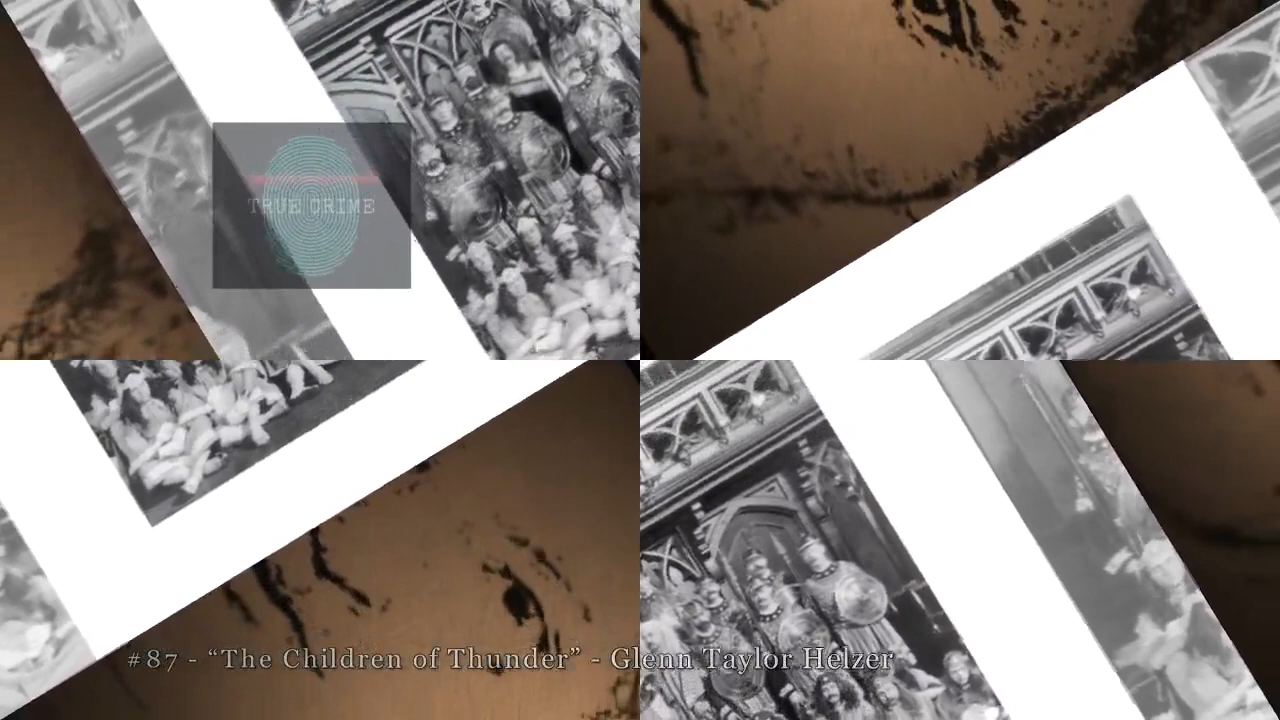 TRUE CRIME
#87 - “The Children of Thunder” - Glenn Taylor Helzer